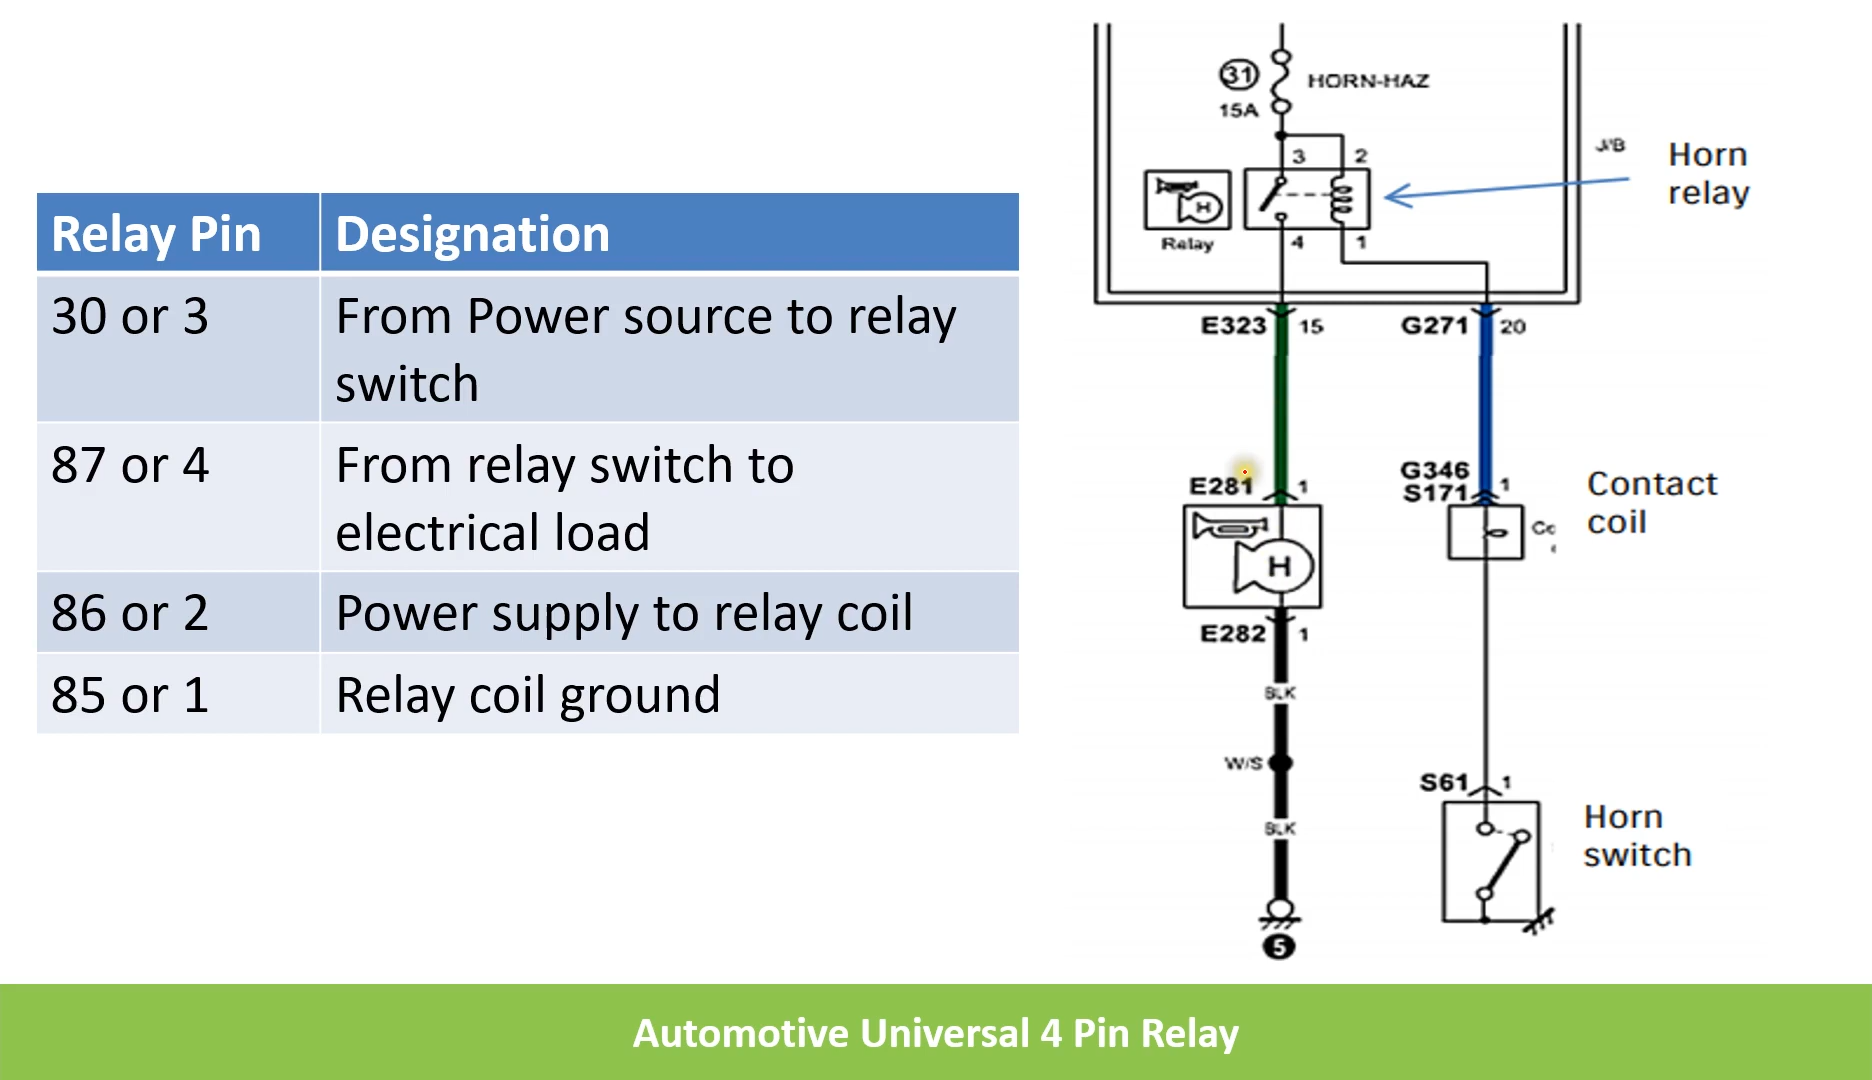 Relay Pin
Designation
30 or 3
From Power source to relay
switch
87 or 4
From relay switch to
electrical load
86 or 2
Power supply to relay coil
85 or 1
Relay coil ground
31
HORN-HAZ
15A
3
2
J/B
Horn
relay
H
Relay
4
1
E323
15
G271
20
E281
1
G346
S171
1
Contact
coil
H
E282
1
BLK
W/S
BLK
5
S61
1
Horn
switch
Automotive Universal 4 Pin Relay